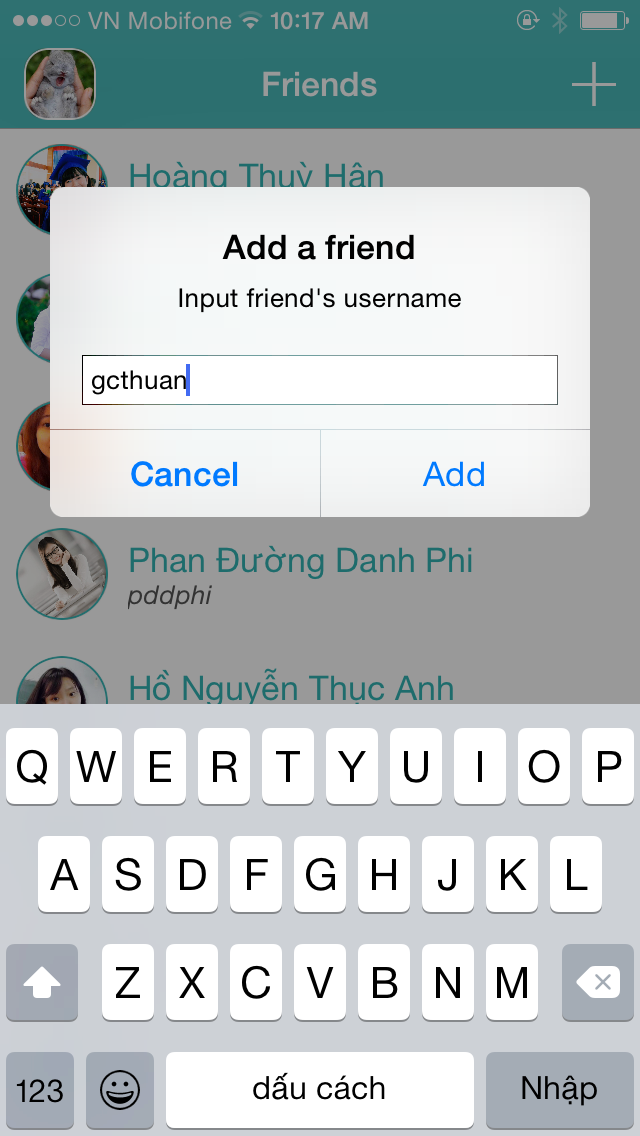 VN Mobifone 10:17 AM
Friends
Hoàng Thuỳ Hân
Add a friend
Input friend's username
gcthuan
Cancel Add
Phan Đường Danh Phi
pddphi
Hồ Nguyễn Thục Anh
Q W E R T Y U I O P
A S D F G H J K L
Z X C V B N M
123 dấu cách Nhập